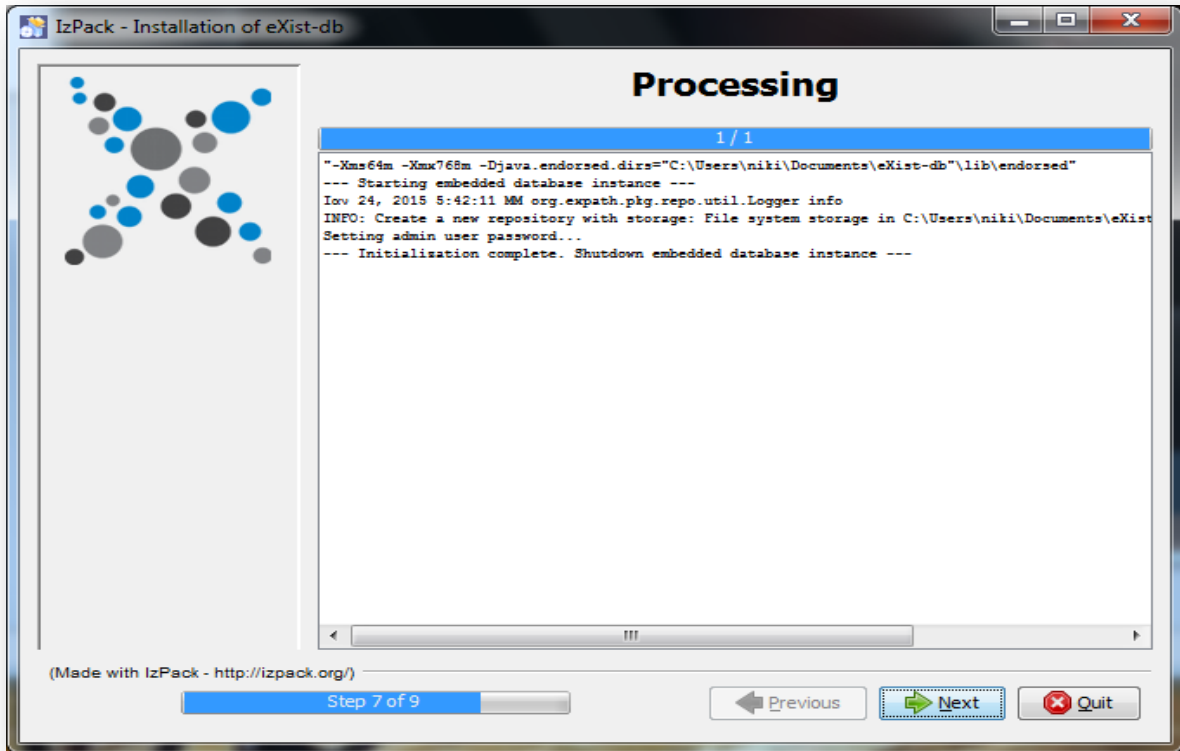 IzPack - Installation of eXist-db
Processing
1 / 1
"-Xms64m -Xmx768m -Djava.endorsed.dirs="C:\Users\niki\Documents\eXist-db"\lib\endorsed"
--- Starting embedded database instance ---
Ιαν 24, 2015 5:42:11 ΜΜ org.expath.pkg.repo.util.Logger info
INFO: Create a new repository with storage: File system storage in C:\Users\niki\Documents\eXist
Setting admin user password...
--- Initialization complete. Shutdown embedded database instance ---
(Made with IzPack - http://izpack.org/)
Step 7 of 9
Previous
Next
Quit